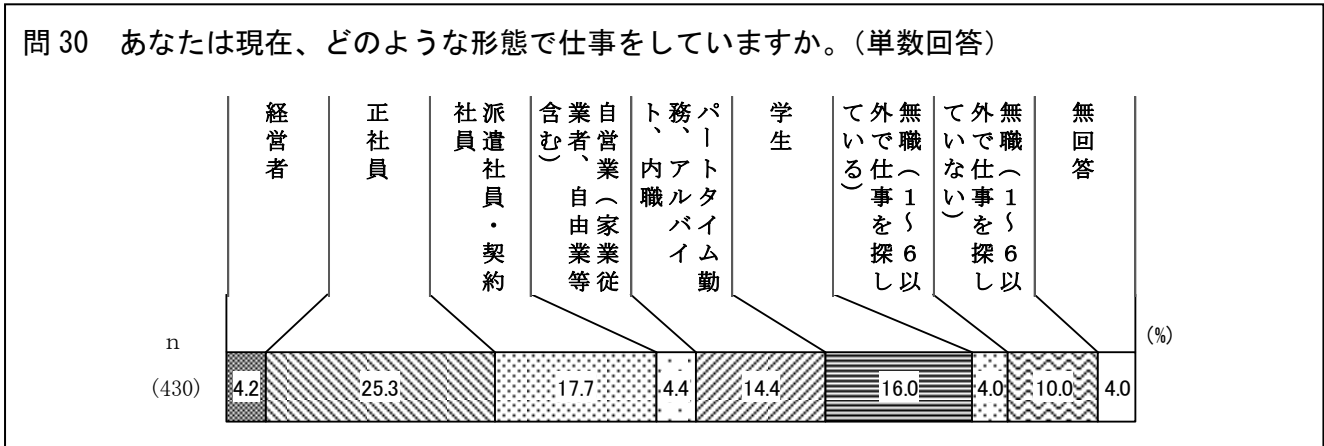 問30　あなたは現在、どのような形態で仕事をしていますか。（単数回答）
経営者
正社員
派遣社員・契約
社員
自営業（家業従
業者、自由業等
含む）
パートタイム勤
務、アルバイ
ト、内職
学生
無職（1～6以
外で仕事を探し
ている）
無職（1～6以
外で仕事を探し
ていない）
無回答
(%)
n
(430)
4.2
25.3
17.7
4.4
14.4
16.0
4.0
10.0
4.0